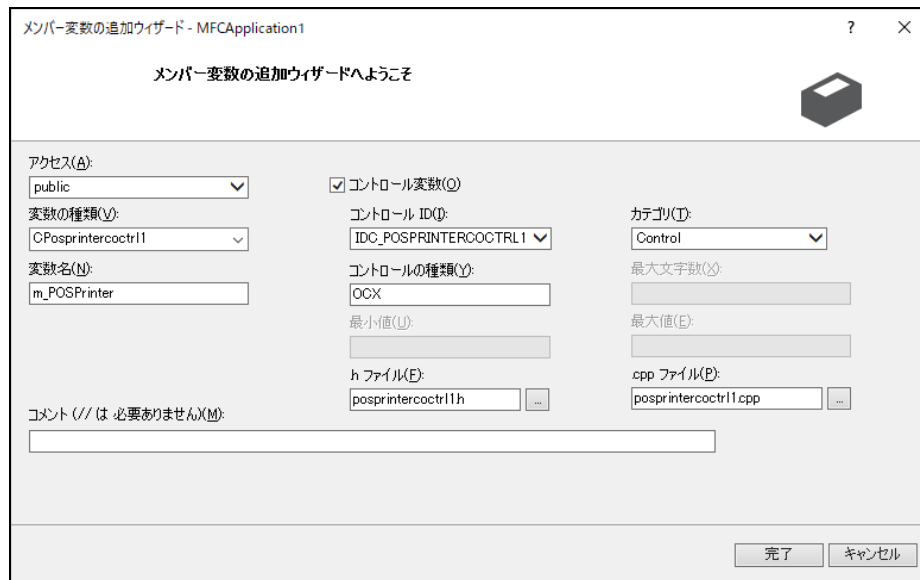 メンバー変数の追加ウィザード - MFCApplication1
? ×
メンバー変数の追加ウィザードへようこそ
アクセス(A):
public
コントロール変数(O)
変数の種類(V):
コントロール ID(I):
カテゴリ(T):
CPosprintercoctrl1
IDC_POSPRINTERCOCTRL1
Control
変数名(N):
コントロールの種類(Y):
最大文字数(X):
m_POSPrinter
OCX
最小値(U):
最大値(E):
.h ファイル(F):
.cpp ファイル(P):
posprintercoctrl1.h
...
posprintercoctrl1.cpp
...
コメント (// は 必要ありません)(M):
完了
キャンセル